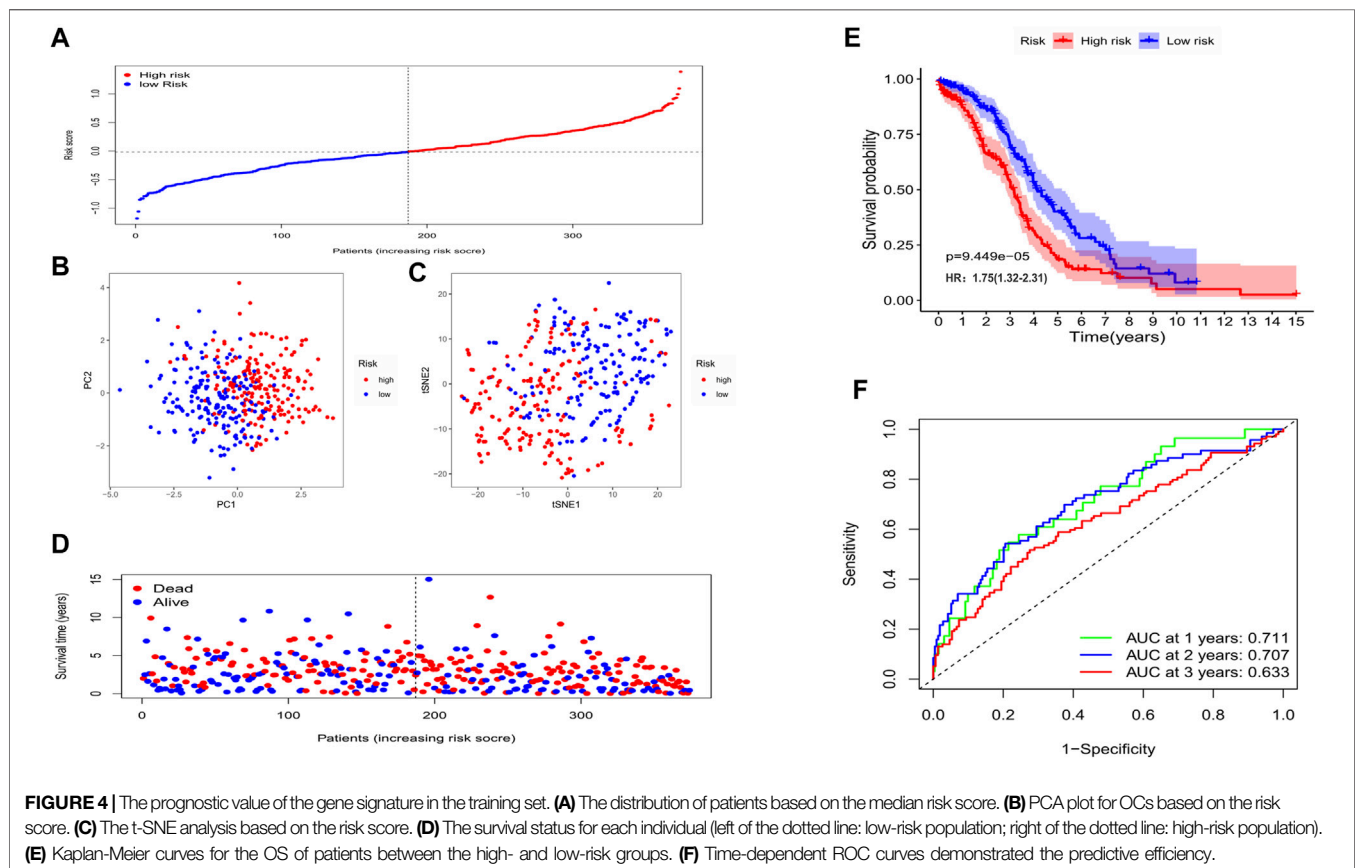 A
High risk
low Risk
Risk score
1.0
0.5
0.0
−0.5
−1.0
0
100
200
300
Patients (increasing risk socre)
B
PC2
4
2
0
−2
−5.0
−2.5
0.0
2.5
PC1
Risk
high
low
C
tSNE2
20
10
0
−10
−20
−20
−10
0
10
20
tSNE1
Risk
high
low
D
Dead
Alive
Survival time (years)
15
10
5
0
0
100
200
300
Patients (increasing risk socre)
E
Risk High risk Low risk
Survival probability
1.00
0.75
0.50
0.25
0.00
p=9.449e−05
HR: 1.75(1.32-2.31)
0 1 2 3 4 5 6 7 8 9 10 11 12 13 14 15
Time(years)
F
Sensitivity
1.0
0.8
0.6
0.4
0.2
0.0
AUC at 1 years: 0.711
AUC at 2 years: 0.707
AUC at 3 years: 0.633
0.0 0.2 0.4 0.6 0.8 1.0
1−Specificity
FIGURE 4 | The prognostic value of the gene signature in the training set. (A) The distribution of patients based on the median risk score. (B) PCA plot for OCs based on the risk
score. (C) The t-SNE analysis based on the risk score. (D) The survival status for each individual (left of the dotted line: low-risk population; right of the dotted line: high-risk population).
(E) Kaplan-Meier curves for the OS of patients between the high- and low-risk groups. (F) Time-dependent ROC curves demonstrated the predictive efficiency.